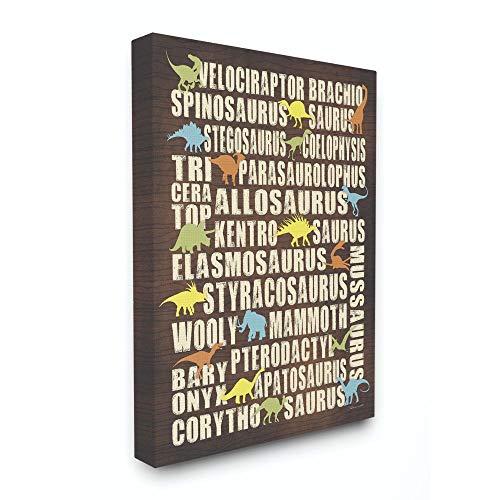 VELOCIRAPTOR BRACHIO
SPINOSAURUS SAURUS
STEGOSAURUS COELOPHYSIS
TRI PARASAUROLOPHUS
CERA
TOP ALLOSAURUS
KENTRO SAURUS
ELASMOSAURUS
MUSSAURUS
STYRACOSAURUS
WOOLY MAMMOTH
PTERODACTYL
BARY
ONYX APATOSAURUS
CORYTHO SAURUS